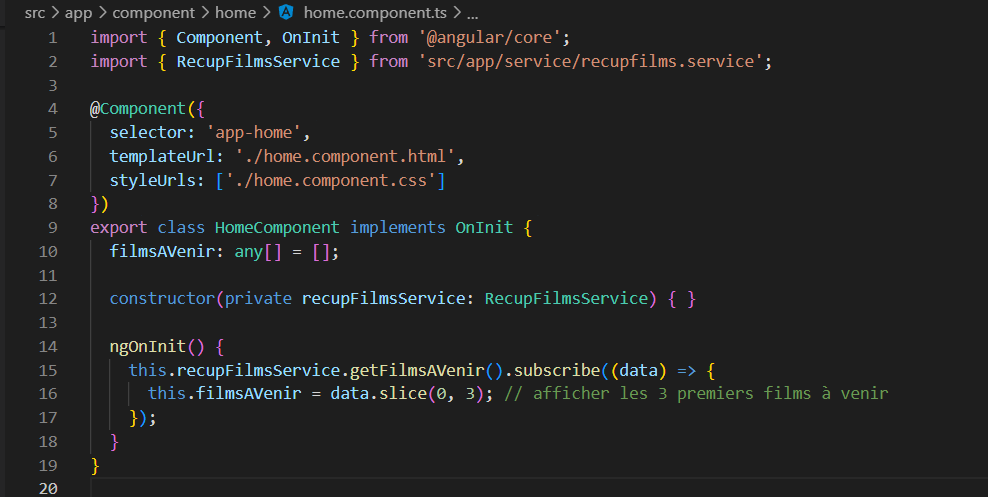 src > app > component > home > home.component.ts > ...
1 import { Component, OnInit } from '@angular/core';
2 import { RecupFilmsService } from 'src/app/service/recupfilms.service';
3
4 @Component({
5   selector: 'app-home',
6   templateUrl: './home.component.html',
7   styleUrls: ['./home.component.css']
8 })
9 export class HomeComponent implements OnInit {
10   filmsAVenir: any[] = [];
11
12   constructor(private recupFilmsService: RecupFilmsService) { }
13
14   ngOnInit() {
15     this.recupFilmsService.getFilmsAVenir().subscribe((data) => {
16       this.filmsAVenir = data.slice(0, 3); // afficher les 3 premiers films à venir
17     });
18   }
19 }
20